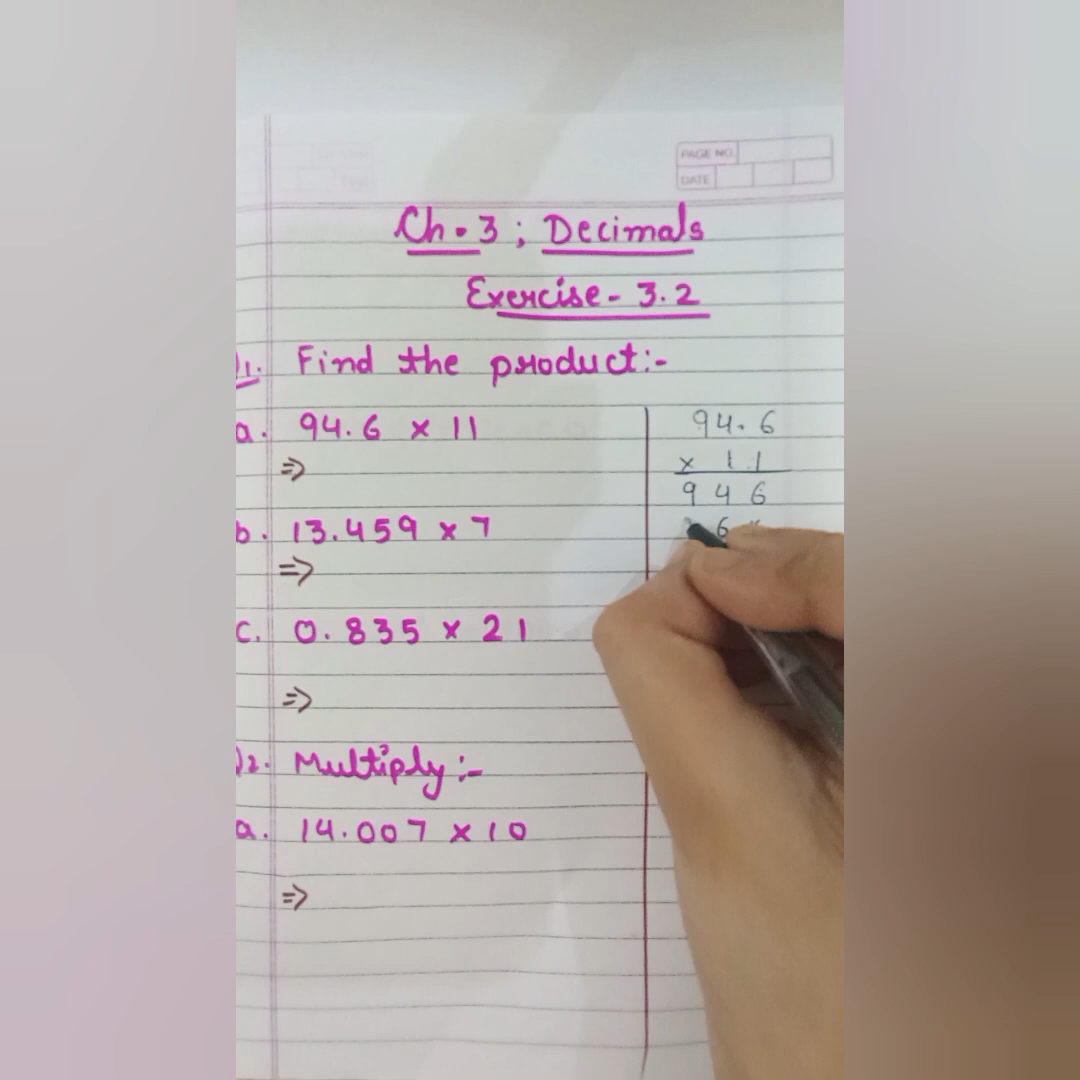 PAGE NO.
DATE
Ch. 3 ; Decimals
Exercise - 3.2
1. Find the product:-
a. 94.6 x 11
=>
b. 13.459 x 7
=>
c. 0.835 x 21
=>
2. Multiply :-
a. 14.007 x 10
=>
94.6
x 11
946
6